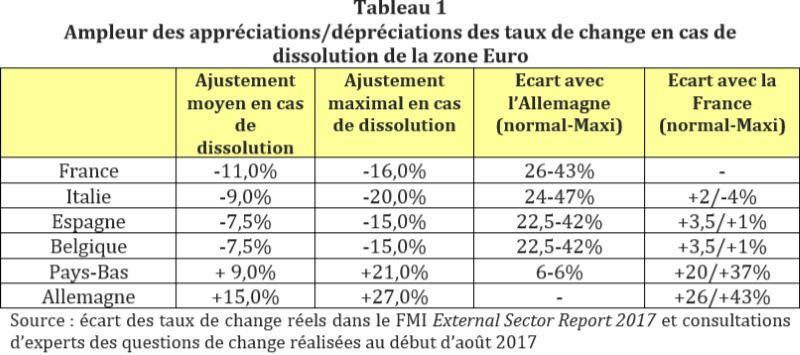 Tableau 1
Ampleur des appréciations/dépréciations des taux de change en cas de
dissolution de la zone Euro
Ajustement moyen en cas de dissolution | Ajustement maximal en cas de dissolution | Ecart avec l'Allemagne (normal-Maxi) | Ecart avec la France (normal-Maxi)
France | -11,0% | -16,0% | 26-43% | -
Italie | -9,0% | -20,0% | 24-47% | +2/-4%
Espagne | -7,5% | -15,0% | 22,5-42% | +3,5/+1%
Belgique | -7,5% | -15,0% | 22,5-42% | +3,5/+1%
Pays-Bas | + 9,0% | +21,0% | 6-6% | +20/+37%
Allemagne | +15,0% | +27,0% | - | +26/+43%
Source : écart des taux de change réels dans le FMI External Sector Report 2017 et consultations
d'experts des questions de change réalisées au début d'août 2017